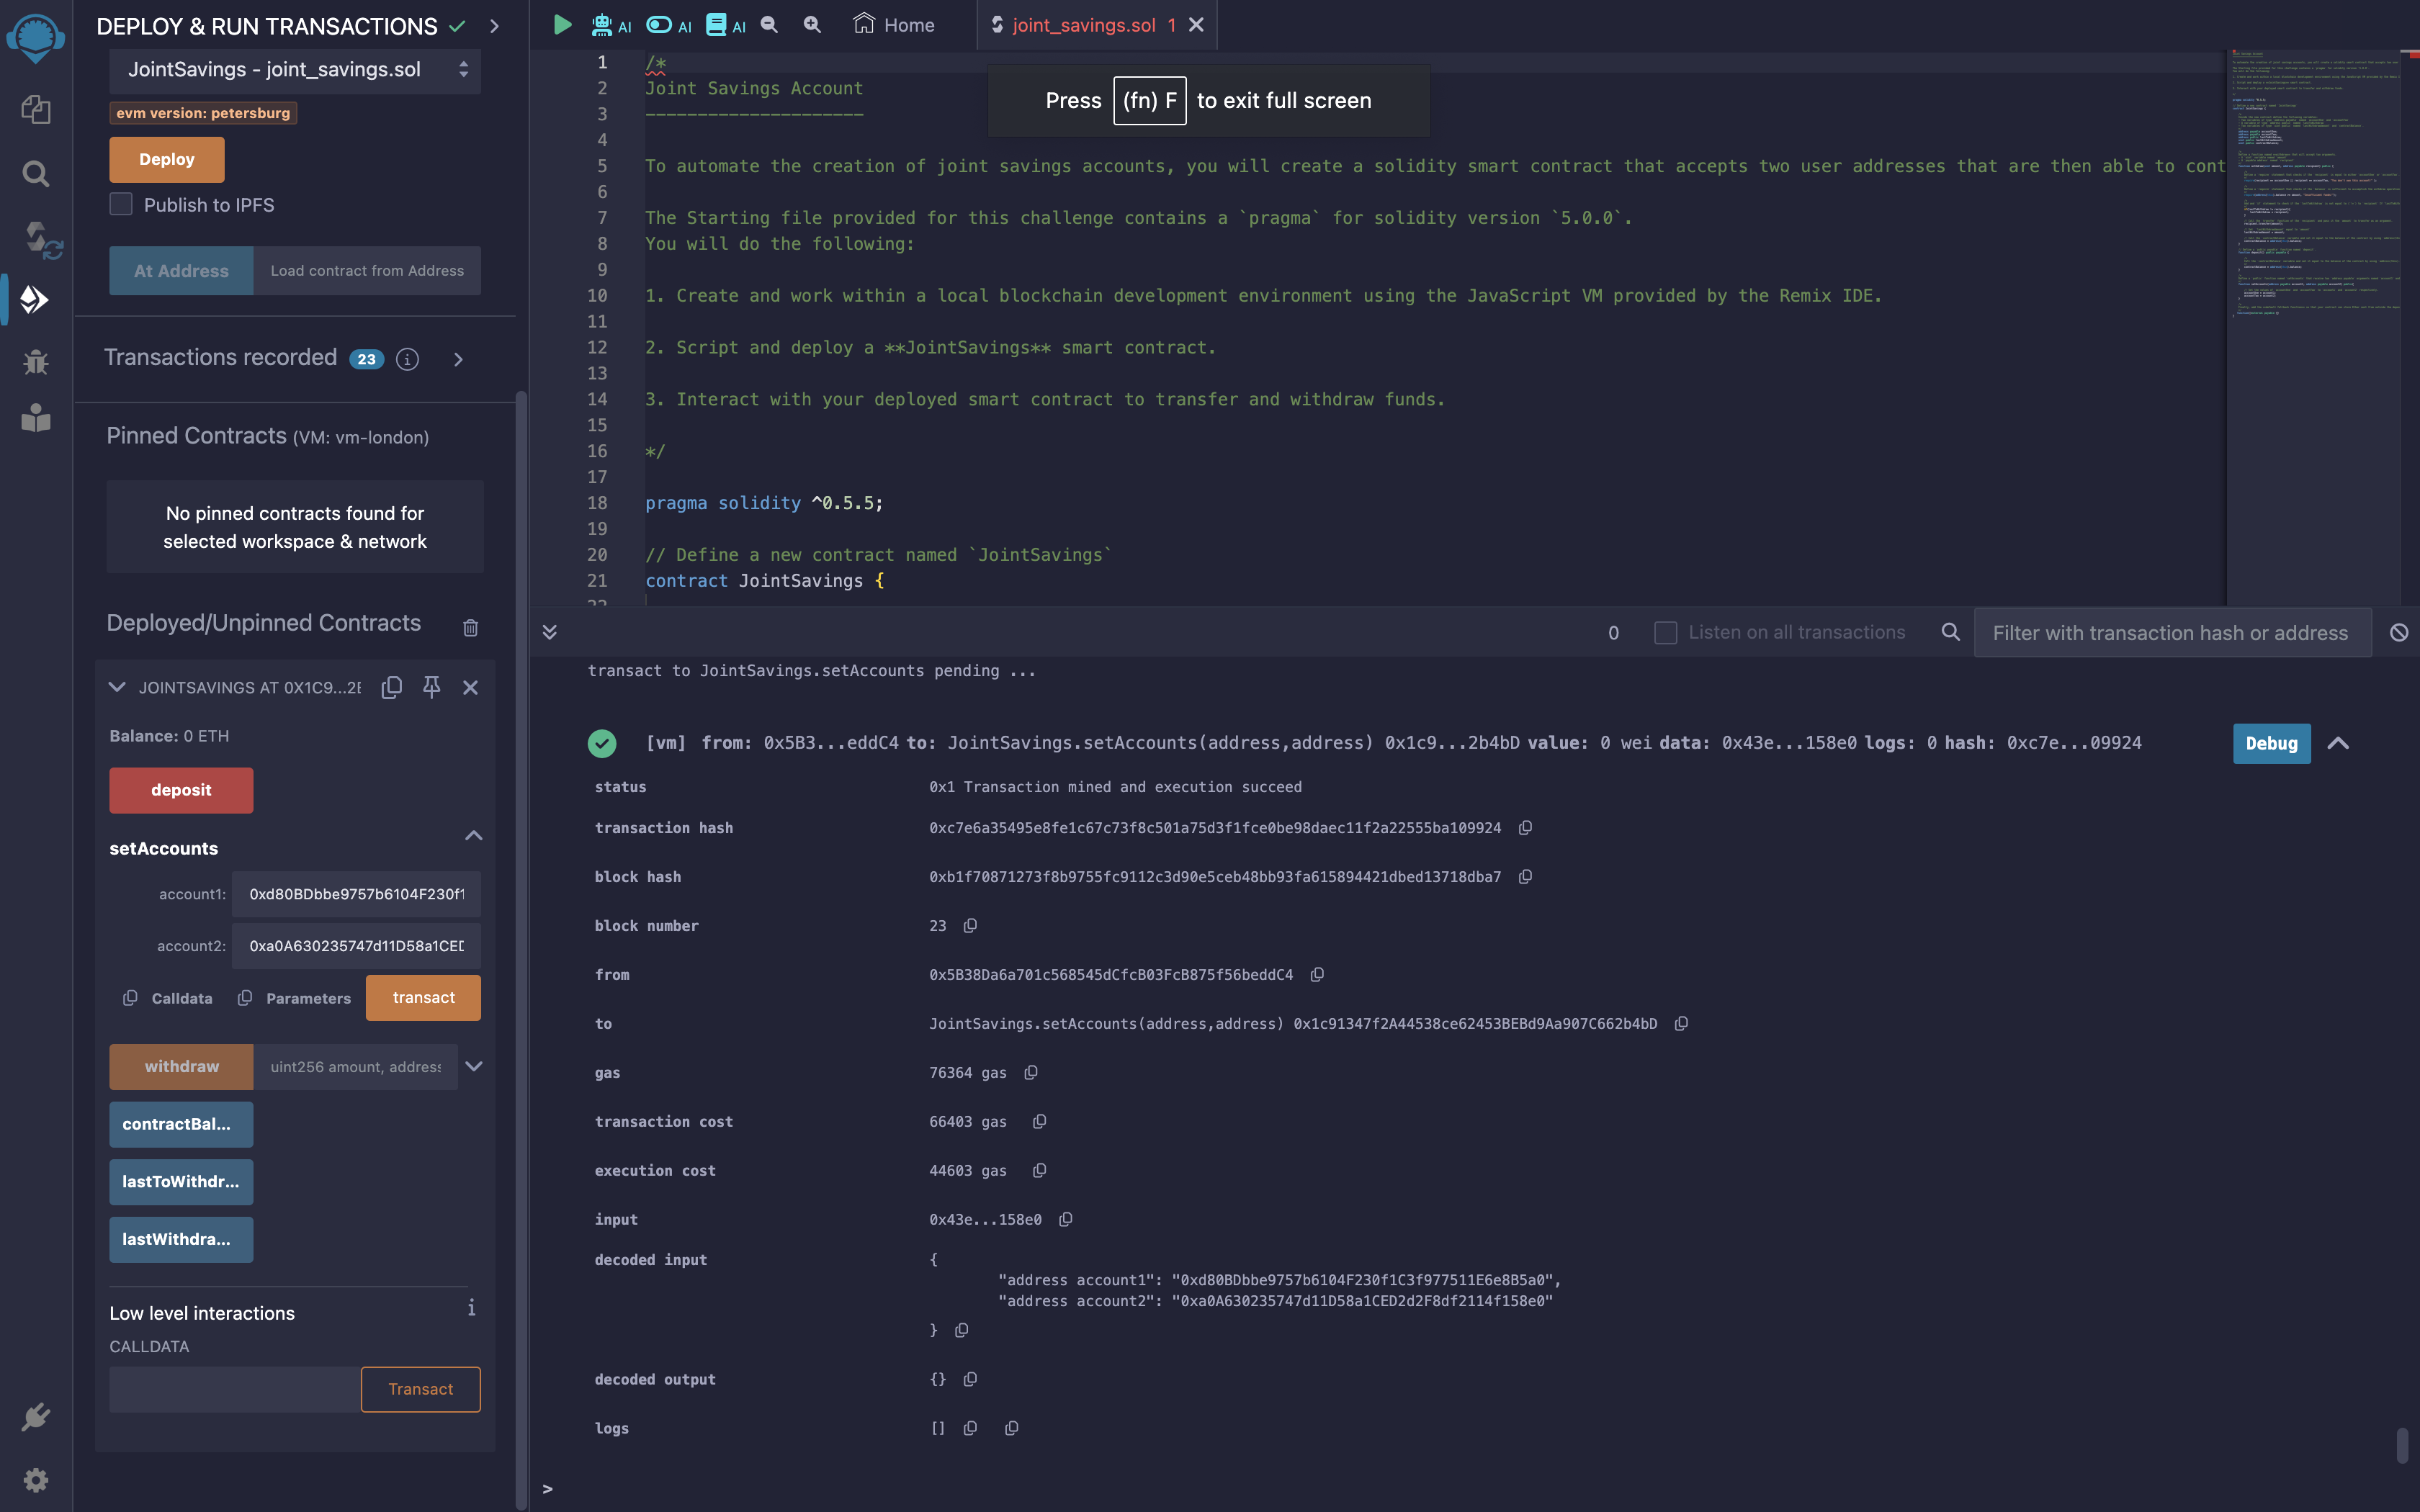 DEPLOY & RUN TRANSACTIONS
JointSavings - joint_savings.sol
evm version: petersburg
Deploy
Publish to IPFS
At Address
Load contract from Address
Transactions recorded 23
Pinned Contracts (VM: vm-london)
No pinned contracts found for
selected workspace & network
Deployed/Unpinned Contracts
JOINTSAVINGS AT 0X1C9...2
Balance: 0 ETH
deposit
setAccounts
account1: 0xd80BDbbe9757b6104F230f1
account2: 0xa0A630235747d11D58a1CE
Calldata
Parameters
transact
withdraw
uint256 amount, address
contractBal...
lastToWithdr...
lastWithdra...
Low level interactions
i
CALLDATA
Transact
AI
AI
AI
Home
joint_savings.sol 1
Press (fn) F to exit full screen
1 /*
2 Joint Savings Account
3 ---------------------
4
5 To automate the creation of joint savings accounts, you will create a solidity smart contract that accepts two user addresses that are then able to cont
6
7 The Starting file provided for this challenge contains a `pragma` for solidity version `5.0.0`.
8 You will do the following:
9
10 1. Create and work within a local blockchain development environment using the JavaScript VM provided by the Remix IDE.
11
12 2. Script and deploy a **JointSavings** smart contract.
13
14 3. Interact with your deployed smart contract to transfer and withdraw funds.
15
16 */
17
18 pragma solidity ^0.5.5;
19
20 // Define a new contract named `JointSavings`
21 contract JointSavings {
22
0
Listen on all transactions
Filter with transaction hash or address
transact to JointSavings.setAccounts pending ...
[vm] from: 0x5B3...eddC4 to: JointSavings.setAccounts(address,address) 0x1c9...2b4bD value: 0 wei data: 0x43e...158e0 logs: 0 hash: 0xc7e...09924
Debug
status 0x1 Transaction mined and execution succeed
transaction hash 0xc7e6a35495e8fe1c67c73f8c501a75d3f1fce0be98daec11f2a22555ba109924
block hash 0xb1f70871273f8b9755fc9112c3d90e5ceb48bb93fa615894421dbed13718dba7
block number 23
from 0x5B38Da6a701c568545dCfcB03FcB875f56beddC4
to JointSavings.setAccounts(address,address) 0x1c91347f2A44538ce62453BEBd9Aa907C662b4bD
gas 76364 gas
transaction cost 66403 gas
execution cost 44603 gas
input 0x43e...158e0
decoded input {
"address account1": "0xd80BDbbe9757b6104F230f1C3f977511E6e8B5a0",
"address account2": "0xa0A630235747d11D58a1CED2d2F8df2114f158e0"
}
decoded output {}
logs []
>